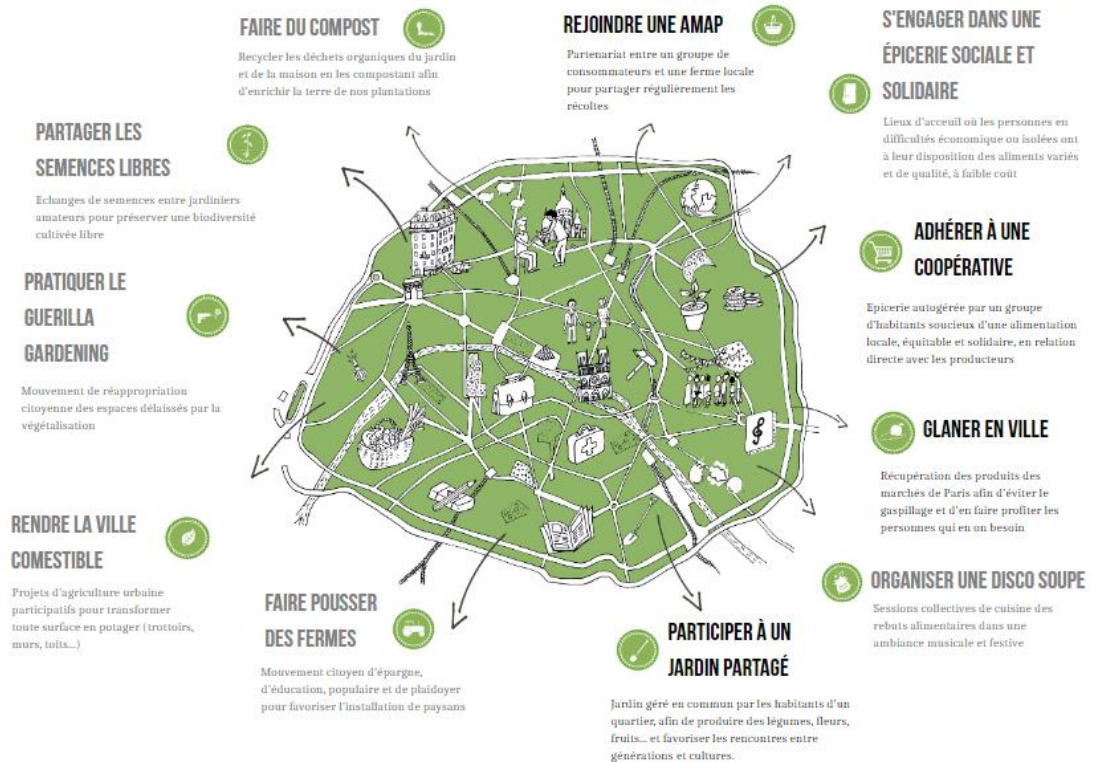 FAIRE DU COMPOST
Recycler les déchets organiques du jardin
et de la maison en les compostant afin
d'enrichir la terre de nos plantations
REJOINDRE UNE AMAP
Partenariat entre un groupe de
consommateurs et une ferme locale
pour partager régulièrement les
récoltes
S'ENGAGER DANS UNE
ÉPICERIE SOCIALE ET
SOLIDAIRE
Lieux d'acceuil où les personnes en
difficultés économique ou isolées ont
à leur disposition des aliments variés
et de qualité, à faible coût
PARTAGER LES
SEMENCES LIBRES
Echanges de semences entre jardiniers
amateurs pour préserver une biodiversité
cultivée libre
ADHÉRER À UNE
COOPÉRATIVE
Epicerie autogérée par un groupe
d'habitants soucieux d'une alimentation
locale, équitable et solidaire, en relation
directe avec les producteurs
PRATIQUER LE
GUERILLA
GARDENING
Mouvement de réappropriation
citoyenne des espaces délaissés par la
végétalisation
GLANER EN VILLE
Récupération des produits des
marchés de Paris afin d'éviter le
gaspillage et d'en faire profiter les
personnes qui en on besoin
RENDRE LA VILLE
COMESTIBLE
Projets d'agriculture urbaine
participatifs pour transformer
toute surface en potager (trottoirs,
murs, toits...)
ORGANISER UNE DISCO SOUPE
Sessions collectives de cuisine des
rebuts alimentaires dans une
ambiance musicale et festive
FAIRE POUSSER
DES FERMES
Mouvement citoyen d'épargne,
d'éducation, populaire et de plaidoyer
pour favoriser l'installation de paysans
PARTICIPER À UN
JARDIN PARTAGÉ
Jardin géré en commun par les habitants d'un
quartier, afin de produire des légumes, fleurs,
fruits... et favoriser les rencontres entre
générations et cultures.